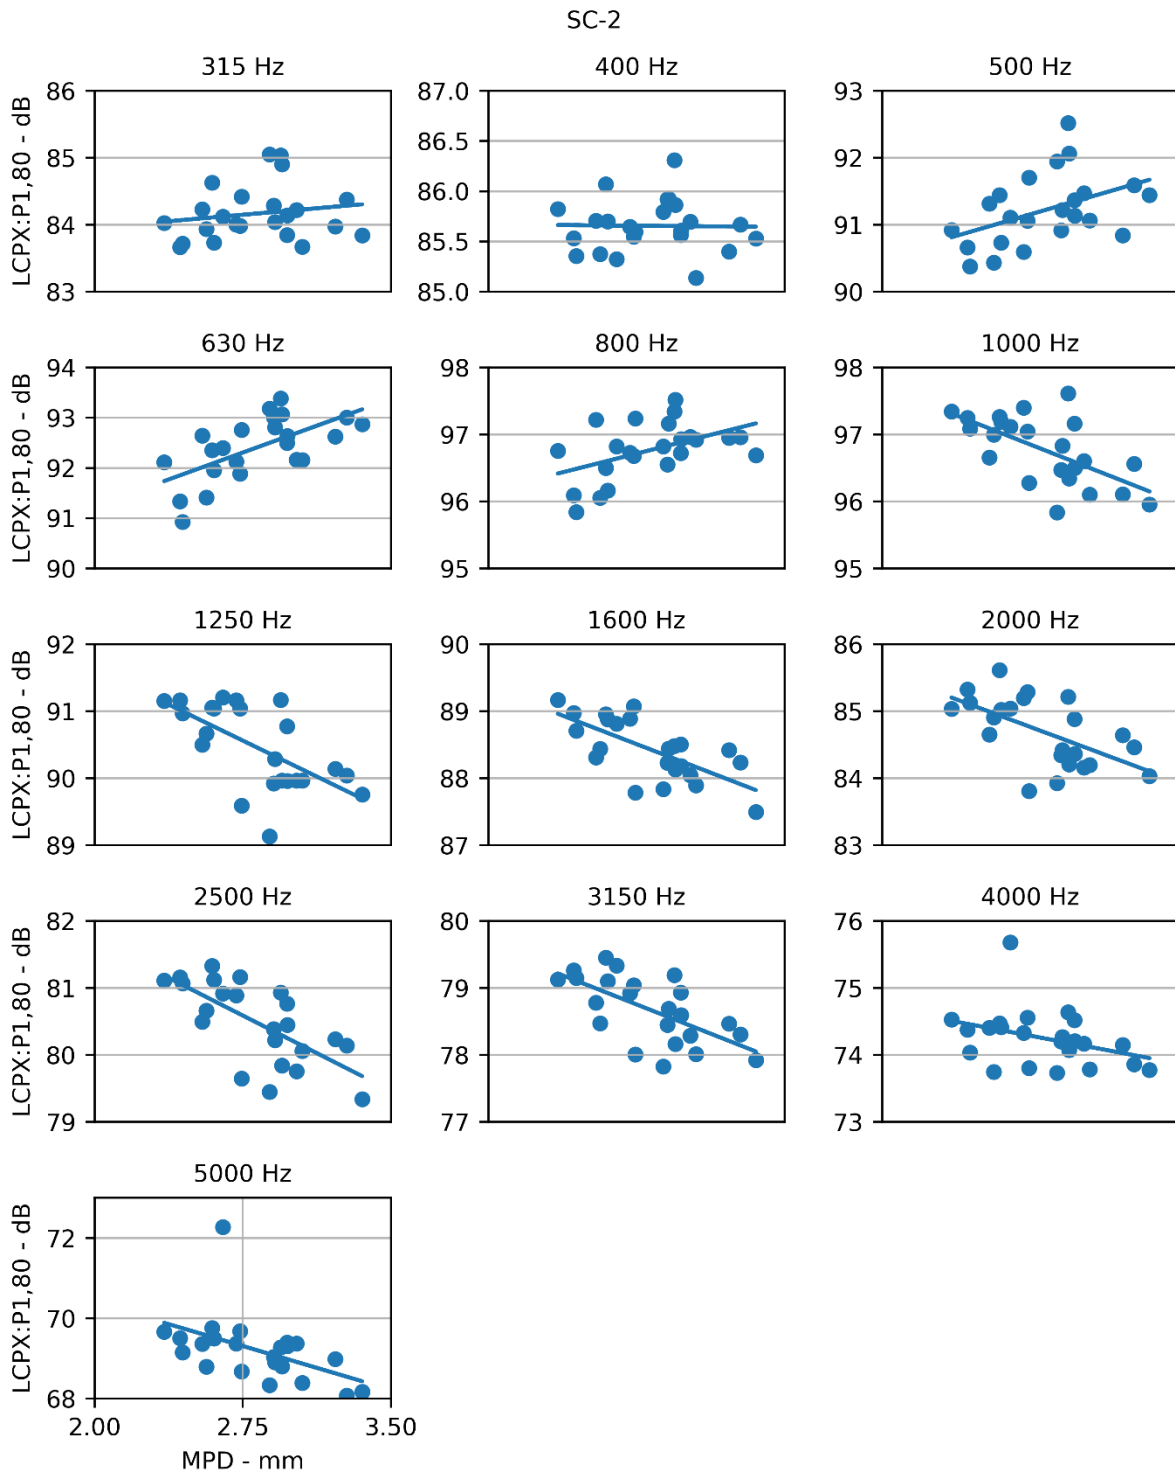 SC-2
315 Hz
400 Hz
500 Hz
LCPX:P1,80 - dB
86
85
84
83
87.0
86.5
86.0
85.5
85.0
93
92
91
90
630 Hz
800 Hz
1000 Hz
LCPX:P1,80 - dB
94
93
92
91
90
98
97
96
95
98
97
96
95
1250 Hz
1600 Hz
2000 Hz
LCPX:P1,80 - dB
92
91
90
89
90
89
88
87
86
85
84
83
2500 Hz
3150 Hz
4000 Hz
LCPX:P1,80 - dB
82
81
80
79
80
79
78
77
76
75
74
73
5000 Hz
LCPX:P1,80 - dB
72
70
68
2.00
2.75
3.50
MPD - mm